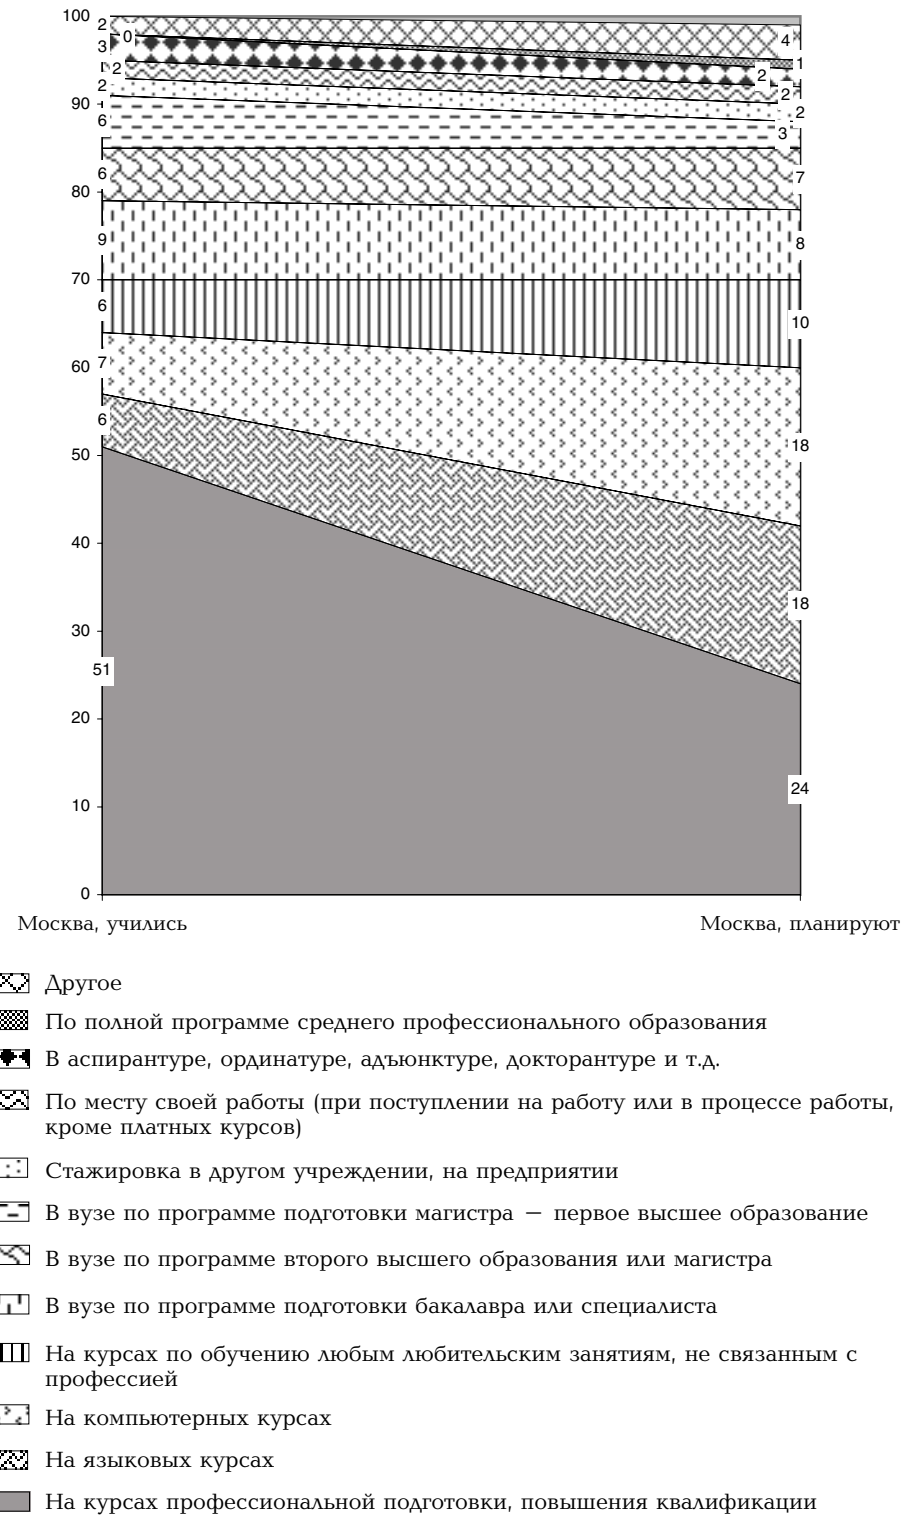 100
2
0
4
3
1
2
2
2
2
90
2
6
3
6
7
80
9
8
70
6
10
60
7
6
18
50
40
18
30
51
20
24
10
0
Москва, учились
Москва, планируют
Другое
По полной программе среднего профессионального образования
В аспирантуре, ординатуре, адъюнктуре, докторантуре и т.д.
По месту своей работы (при поступлении на работу или в процессе работы,
кроме платных курсов)
Стажировка в другом учреждении, на предприятии
В вузе по программе подготовки магистра — первое высшее образование
В вузе по программе второго высшего образования или магистра
В вузе по программе подготовки бакалавра или специалиста
На курсах по обучению любым любительским занятиям, не связанным с
профессией
На компьютерных курсах
На языковых курсах
На курсах профессиональной подготовки, повышения квалификации